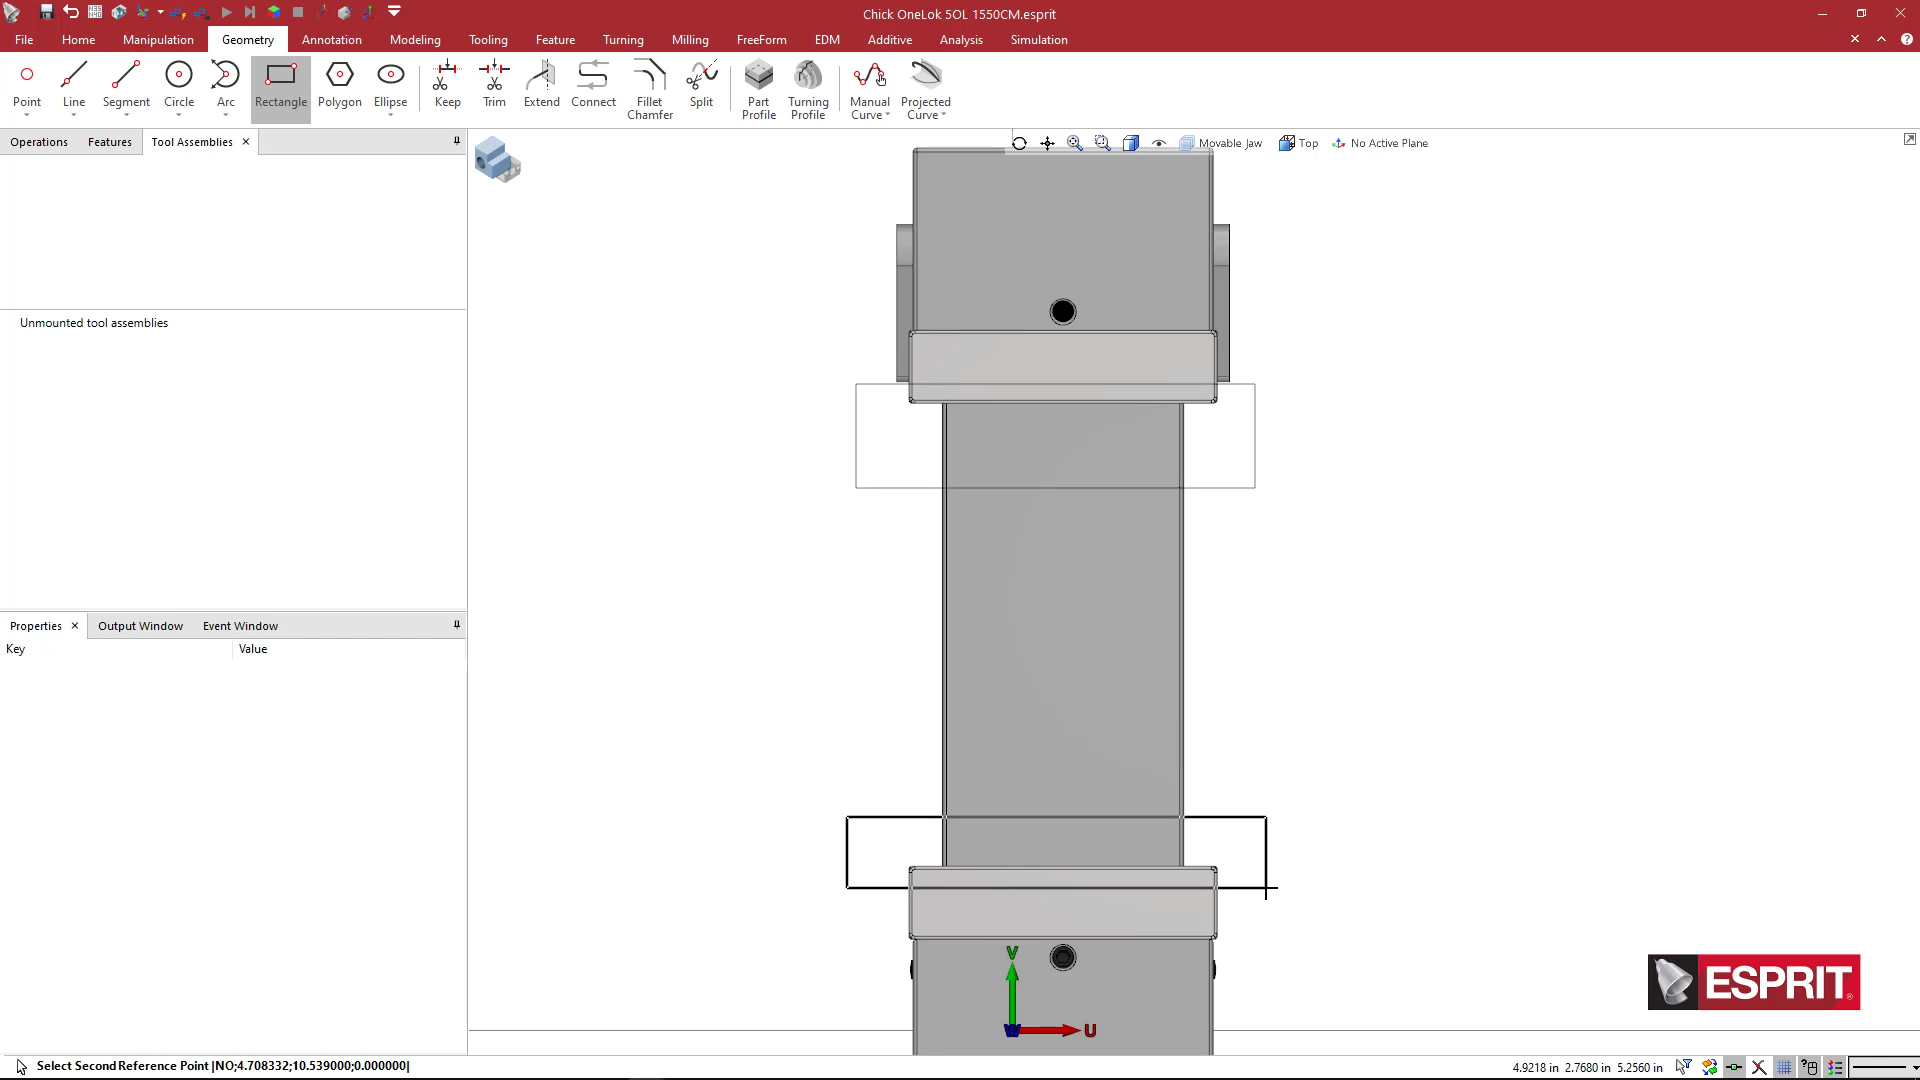 Chick OneLok 5OL 1550CM.esprit
File Home Manipulation Geometry Annotation Modeling Tooling Feature Turning Milling FreeForm EDM Additive Analysis Simulation
Point Line Segment Circle Arc Rectangle Polygon Ellipse Keep Trim Extend Connect Fillet Chamfer Split Part Profile Turning Profile Manual Curve Projected Curve
Operations Features Tool Assemblies
Movable Jaw Top No Active Plane
Unmounted tool assemblies
Properties Output Window Event Window
Key Value
V
W U
ESPRIT
Select Second Reference Point |NO;4.708332;10.539000;0.000000|
4.9218 in 2.7680 in 5.2560 in